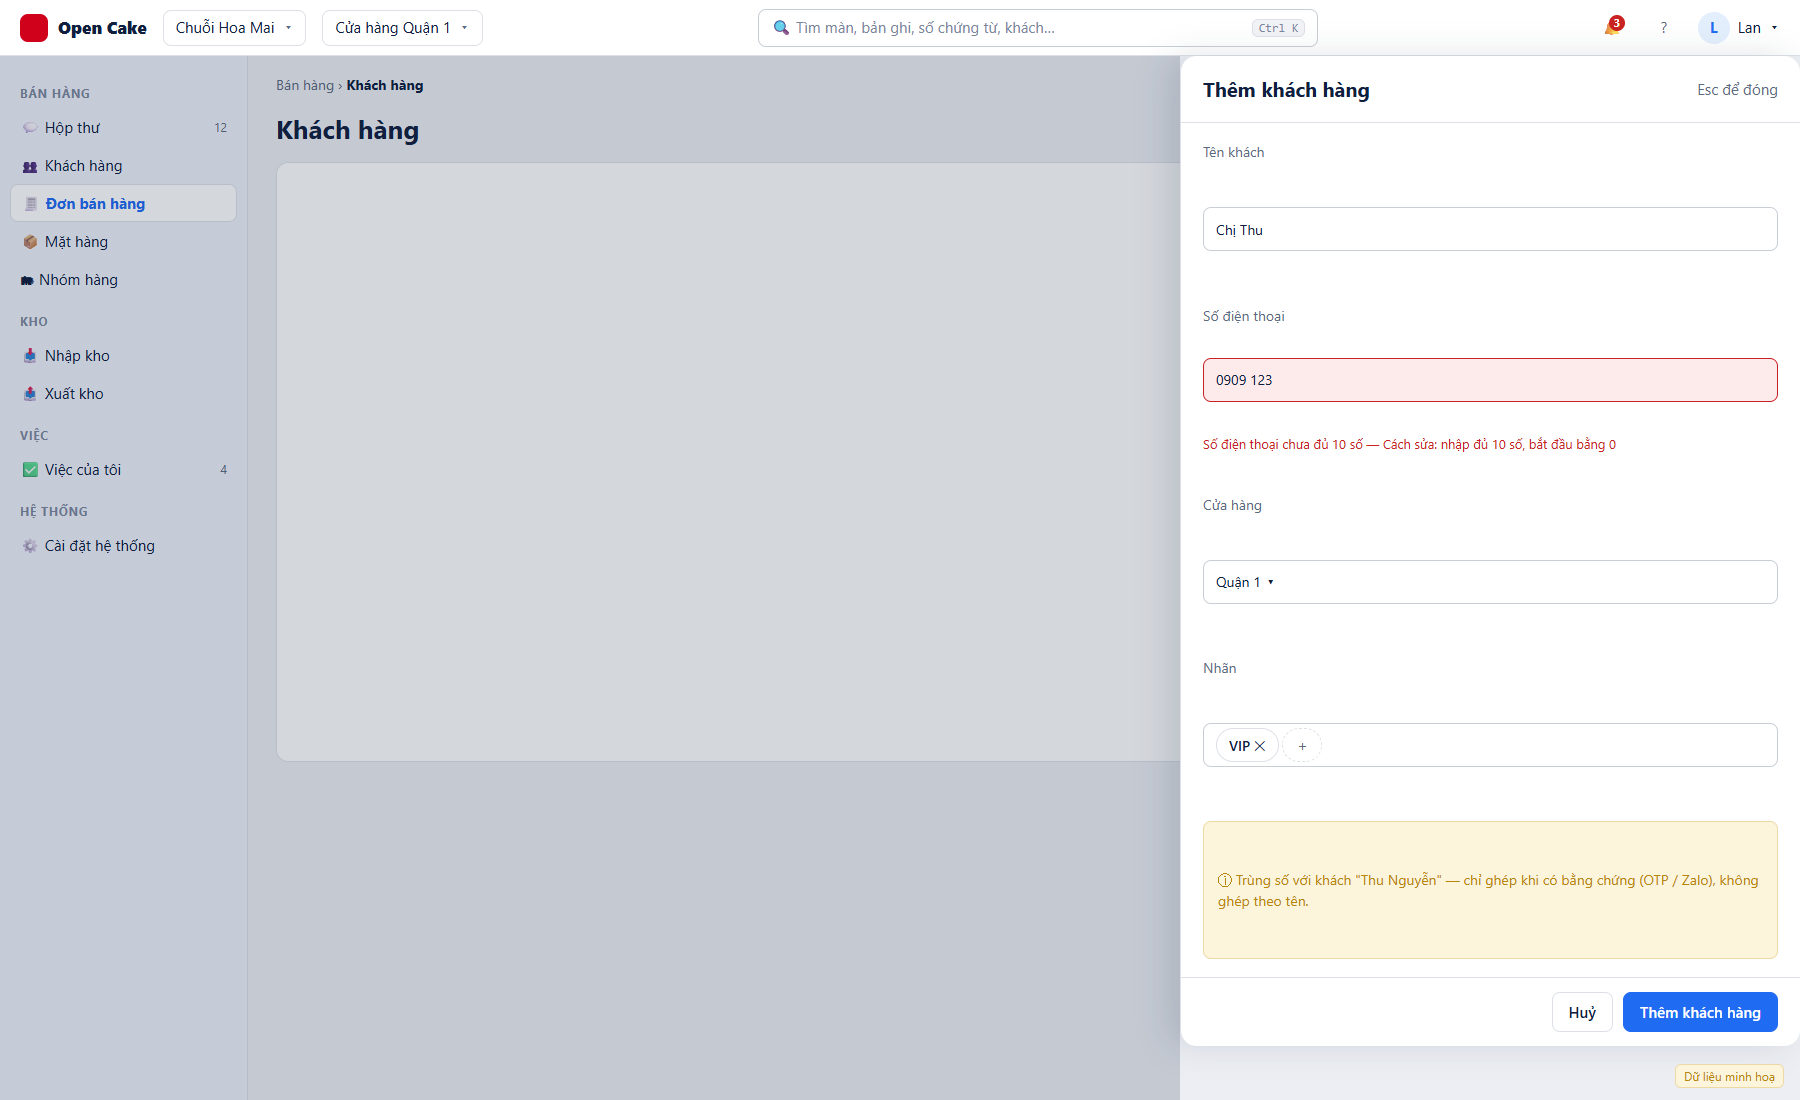 Open Cake
Chuỗi Hoa Mai
Cửa hàng Quận 1
Tìm màn, bản ghi, số chứng từ, khách...
Ctrl K
3
?
L
Lan
BÁN HÀNG
Hộp thư
12
Khách hàng
Đơn bán hàng
Mặt hàng
Nhóm hàng
KHO
Nhập kho
Xuất kho
VIỆC
Việc của tôi
4
HỆ THỐNG
Cài đặt hệ thống
Bán hàng › Khách hàng
Khách hàng
Thêm khách hàng
Esc để đóng
Tên khách
Chị Thu
Số điện thoại
0909 123
Số điện thoại chưa đủ 10 số — Cách sửa: nhập đủ 10 số, bắt đầu bằng 0
Cửa hàng
Quận 1
Nhãn
VIP
+
ⓘ Trùng số với khách "Thu Nguyễn" — chỉ ghép khi có bằng chứng (OTP / Zalo), không
ghép theo tên.
Huỷ
Thêm khách hàng
Dữ liệu minh hoạ